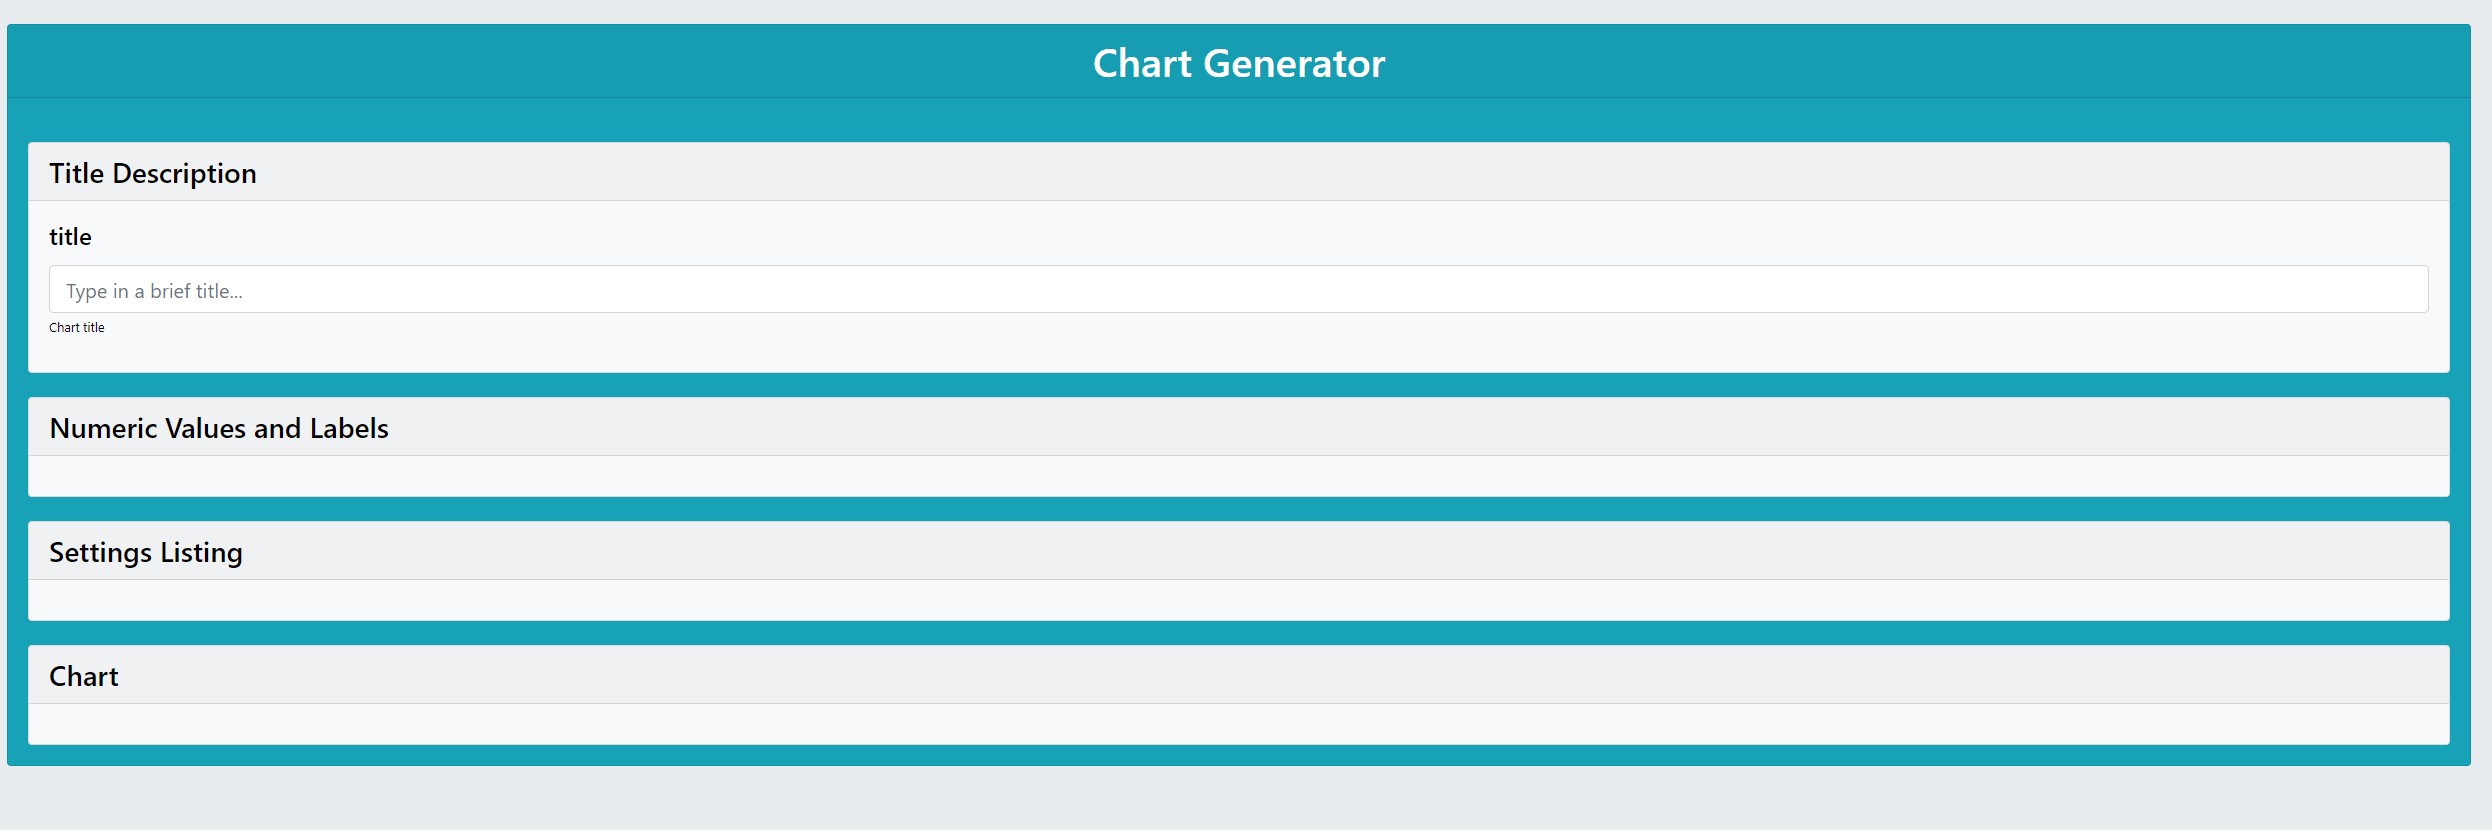 Chart Generator
Title Description
title
Type in a brief title...
Chart title
Numeric Values and Labels
Settings Listing
Chart